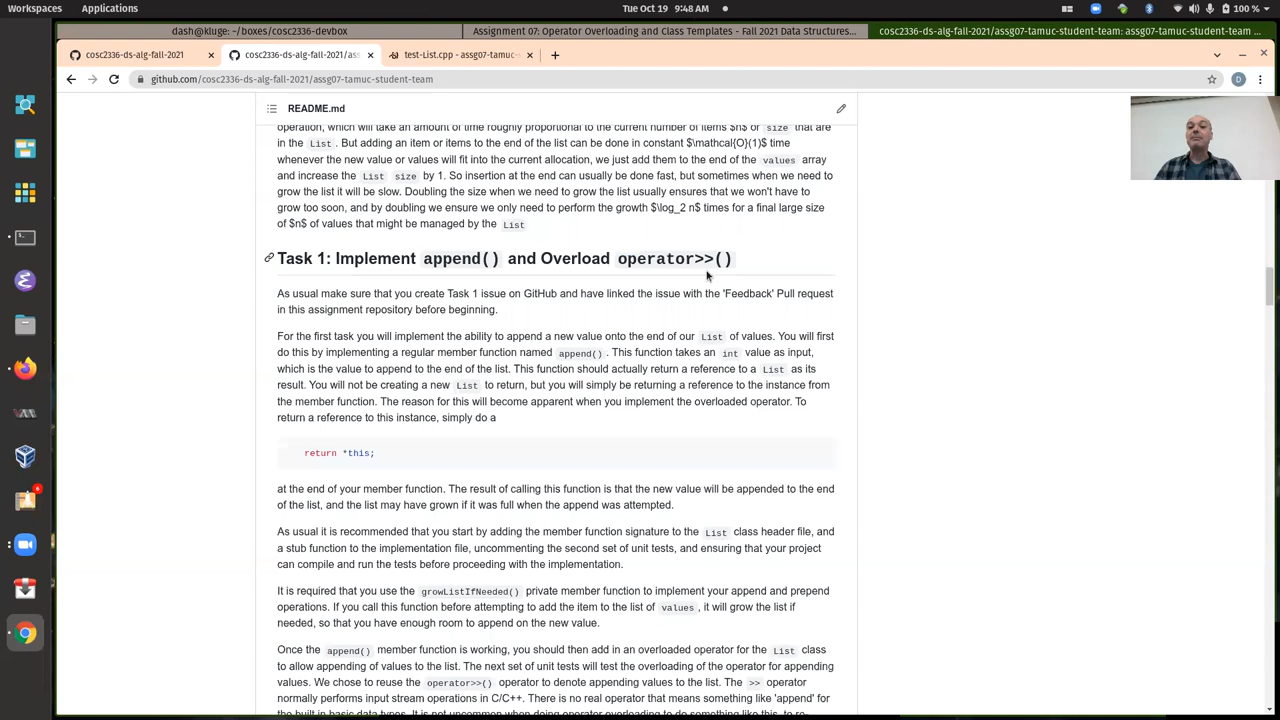 Workspaces Applications Tue Oct 19 9:48 AM 100 %
dash@kluge: ~/boxes/cosc2336-devbox Assignment 07: Operator Overloading and Class Templates - Fall 2021 Data Structures... cosc2336-ds-alg-fall-2021/assg07-tamuc-student-team: assg07-tamuc-student-team ...
cosc2336-ds-alg-fall-2021 cosc2336-ds-alg-fall-2021/ass test-List.cpp - assg07-tamuc-
github.com/cosc2336-ds-alg-fall-2021/assg07-tamuc-student-team D
README.md
operation, which will take an amount of time roughly proportional to the current number of items $n$ or size that are
in the List . But adding an item or items to the end of the list can be done in constant $\mathcal{O}(1)$ time
whenever the new value or values will fit into the current allocation, we just add them to the end of the values array
and increase the List size by 1. So insertion at the end can usually be done fast, but sometimes when we need to
grow the list it will be slow. Doubling the size when we need to grow the list usually ensures that we won't have to
grow too soon, and by doubling we ensure we only need to perform the growth $\log_2 n$ times for a final large size
of $n$ of values that might be managed by the List
Task 1: Implement append() and Overload operator>>()
As usual make sure that you create Task 1 issue on GitHub and have linked the issue with the 'Feedback' Pull request
in this assignment repository before beginning.
For the first task you will implement the ability to append a new value onto the end of our List of values. You will first
do this by implementing a regular member function named append() . This function takes an int value as input,
which is the value to append to the end of the list. This function should actually return a reference to a List as its
result. You will not be creating a new List to return, but you will simply be returning a reference to the instance from
the member function. The reason for this will become apparent when you implement the overloaded operator. To
return a reference to this instance, simply do a
return *this;
at the end of your member function. The result of calling this function is that the new value will be appended to the end
of the list, and the list may have grown if it was full when the append was attempted.
As usual it is recommended that you start by adding the member function signature to the List class header file, and
a stub function to the implementation file, uncommenting the second set of unit tests, and ensuring that your project
can compile and run the tests before proceeding with the implementation.
It is required that you use the growListIfNeeded() private member function to implement your append and prepend
operations. If you call this function before attempting to add the item to the list of values , it will grow the list if
needed, so that you have enough room to append on the new value.
Once the append() member function is working, you should then add in an overloaded operator for the List class
to allow appending of values to the list. The next set of unit tests will test the overloading of the operator for appending
values. We chose to reuse the operator>>() operator to denote appending values to the list. The >> operator
normally performs input stream operations in C/C++. There is no real operator that means something like 'append' for
the built in basic data types. It is not uncommon when doing operator overloading to do something like this, to re-